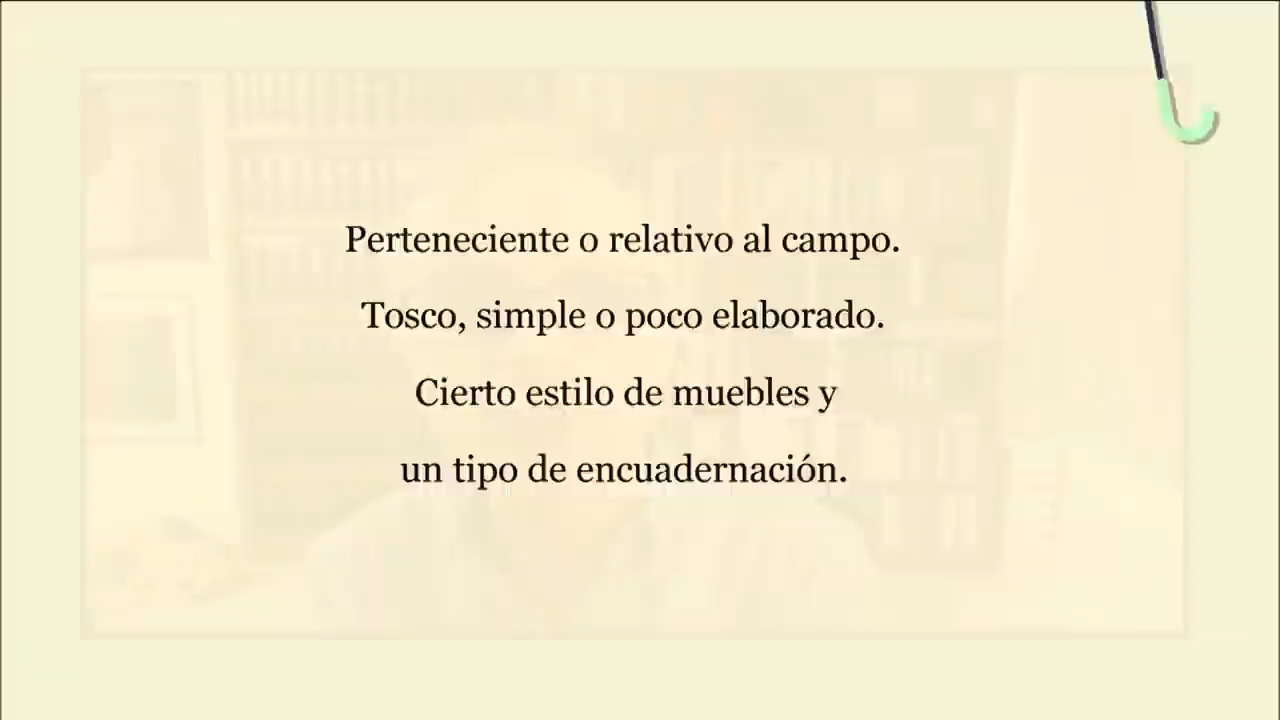 Perteneciente o relativo al campo.
Tosco, simple o poco elaborado.
Cierto estilo de muebles y
un tipo de encuadernación.